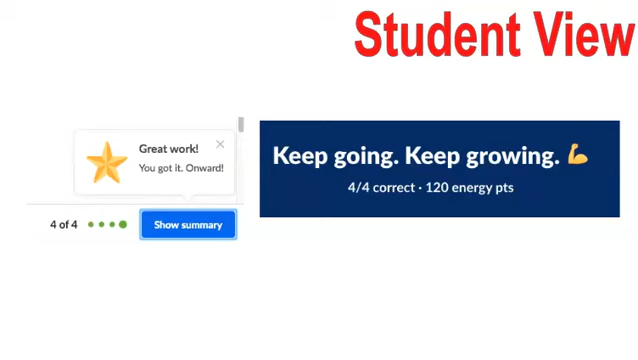 Student View
Great work!
You got it. Onward!
4 of 4
Show summary
Keep going. Keep growing. 💪
4/4 correct · 120 energy pts